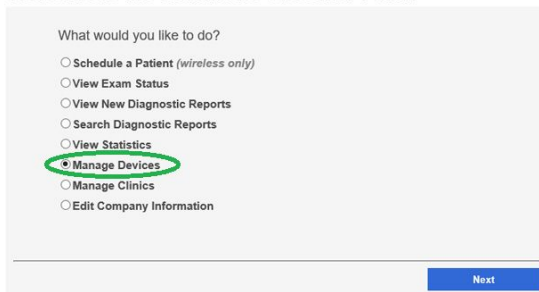 What would you like to do?
Schedule a Patient (wireless only)
View Exam Status
View New Diagnostic Reports
Search Diagnostic Reports
View Statistics
Manage Devices
Manage Clinics
Edit Company Information
Next